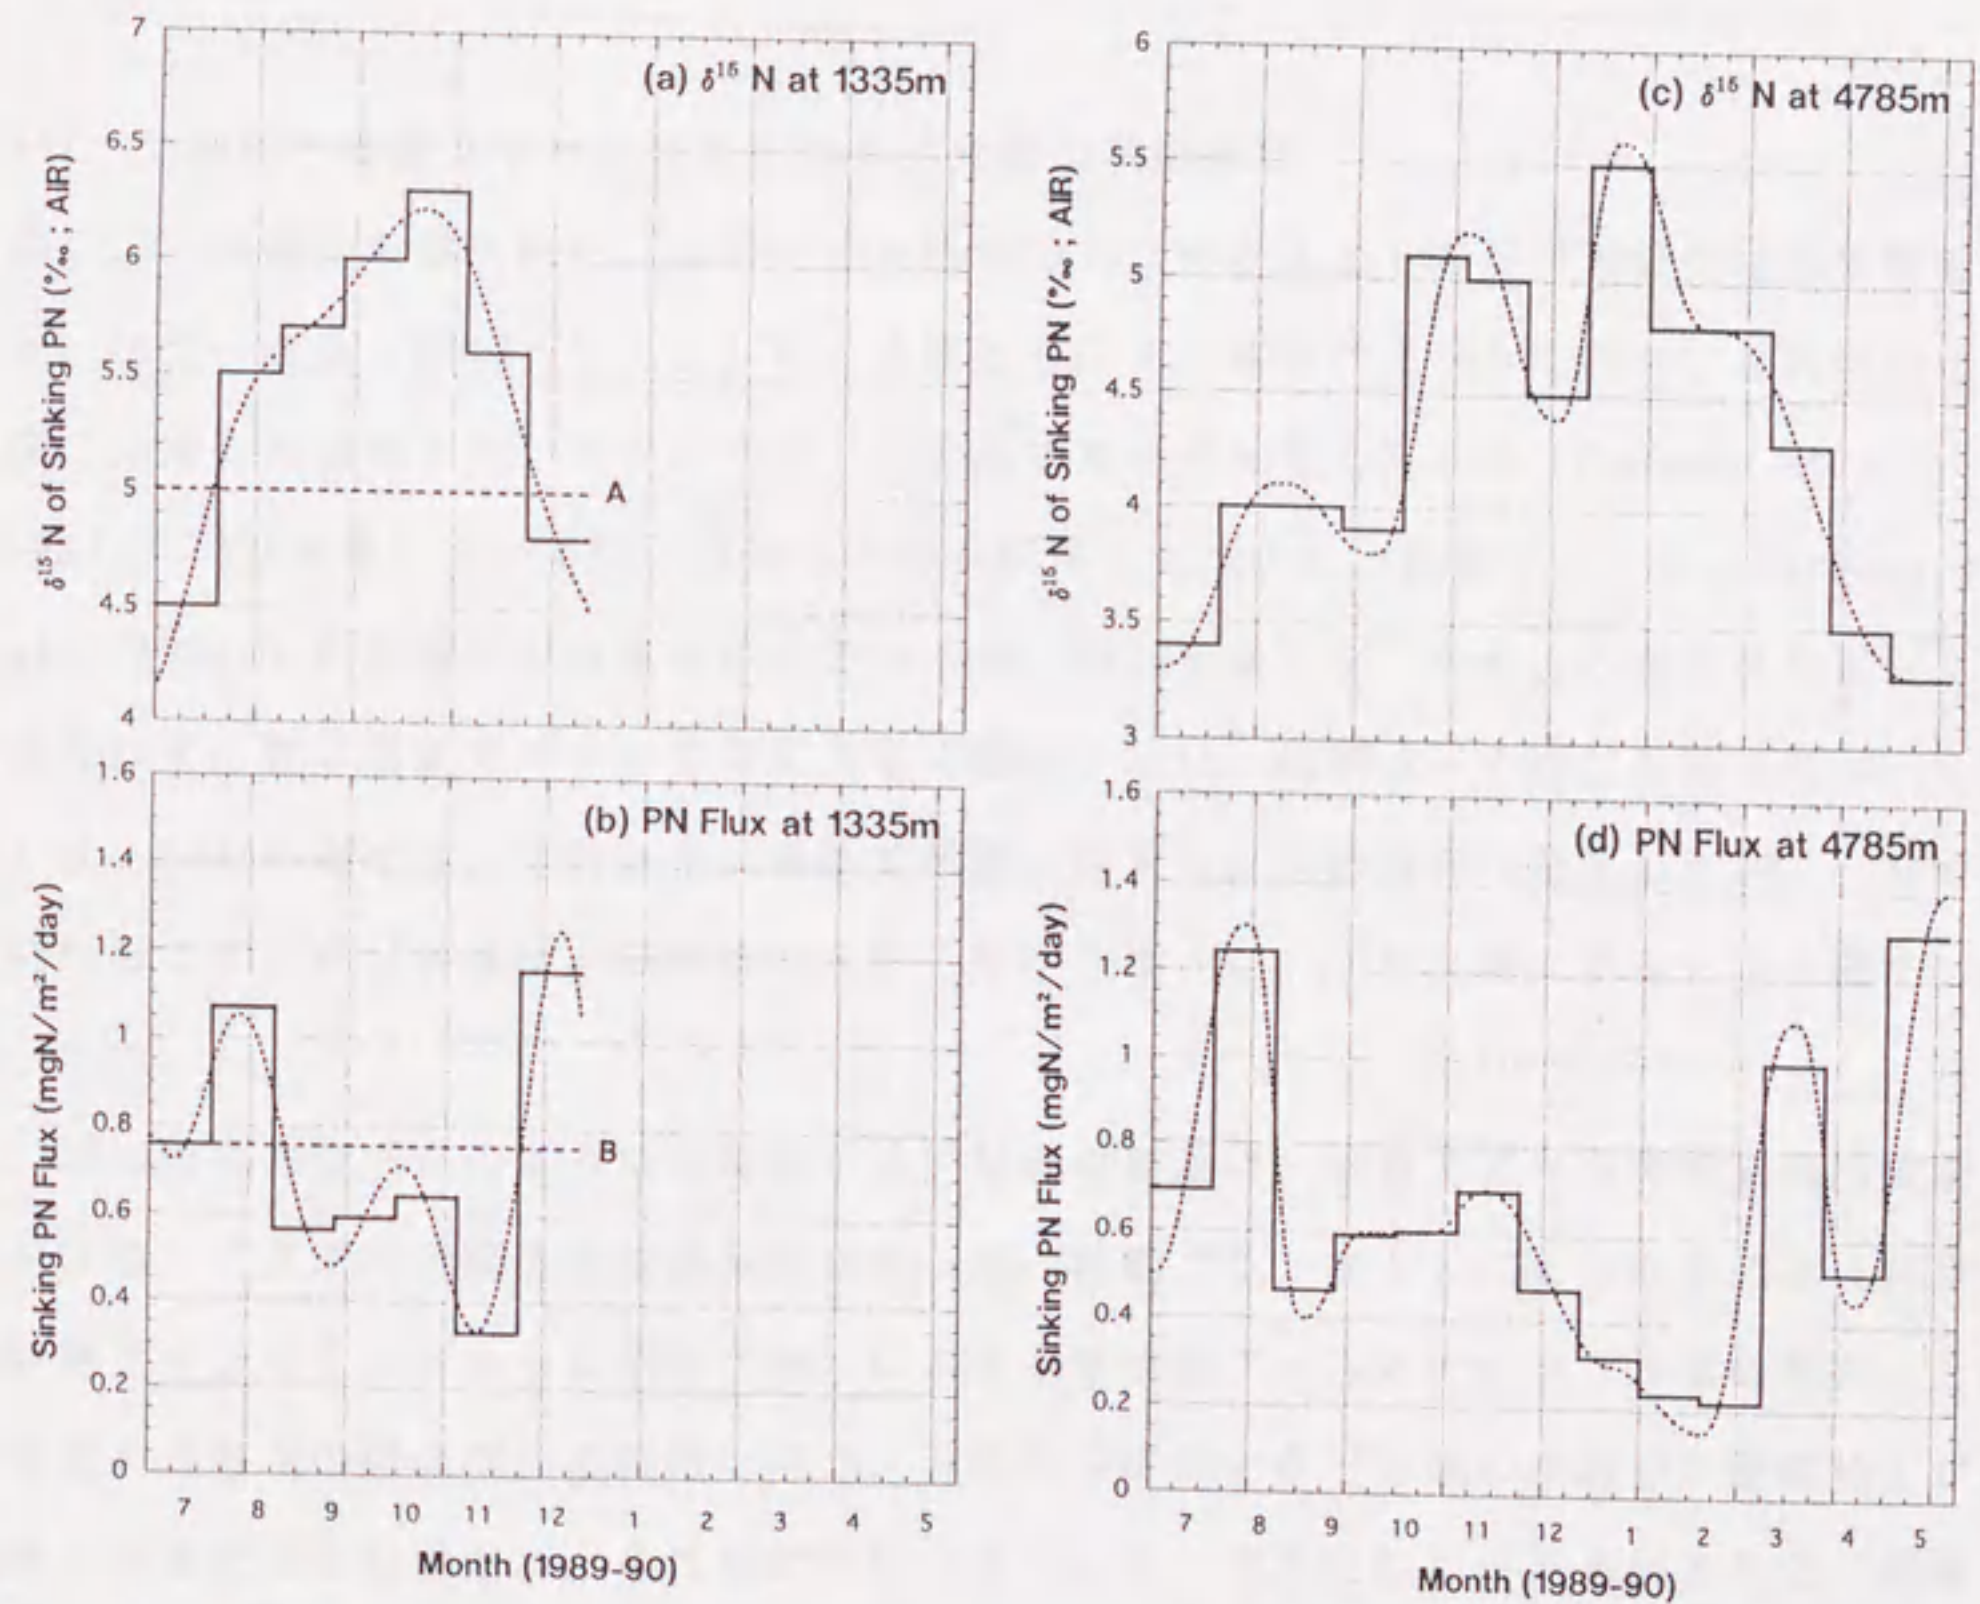 (a) δ¹⁵ N at 1335m
δ¹⁵ N of Sinking PN (‰ ; AIR)
7
6.5
6
5.5
5
4.5
4
A
(b) PN Flux at 1335m
Sinking PN Flux (mgN/m²/day)
1.6
1.4
1.2
1
0.8
0.6
0.4
0.2
0
B
7 8 9 10 11 12 1 2 3 4 5
Month (1989-90)
(c) δ¹⁵ N at 4785m
δ¹⁵ N of Sinking PN (‰ ; AIR)
6
5.5
5
4.5
4
3.5
3
(d) PN Flux at 4785m
Sinking PN Flux (mgN/m²/day)
1.6
1.4
1.2
1
0.8
0.6
0.4
0.2
0
7 8 9 10 11 12 1 2 3 4 5
Month (1989-90)